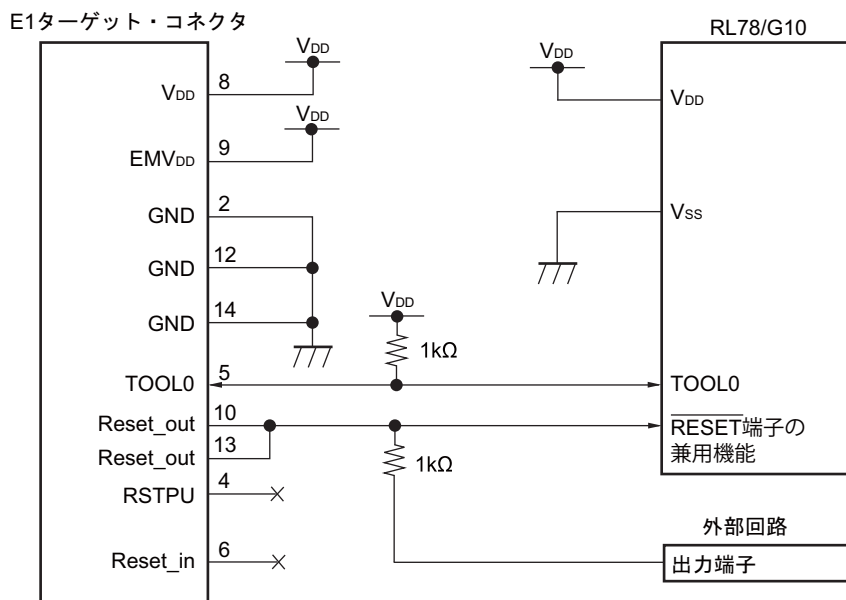 E1ターゲット・コネクタ
RL78/G10
VDD
8
VDD
VDD
EMVDD
9
VDD
GND
2
GND
12
GND
14
TOOL0
5
Reset_out
10
Reset_out
13
RSTPU
4
Reset_in
6
VDD
1kΩ
1kΩ
VDD
VDD
VSS
TOOL0
RESET端子の
兼用機能
外部回路
出力端子